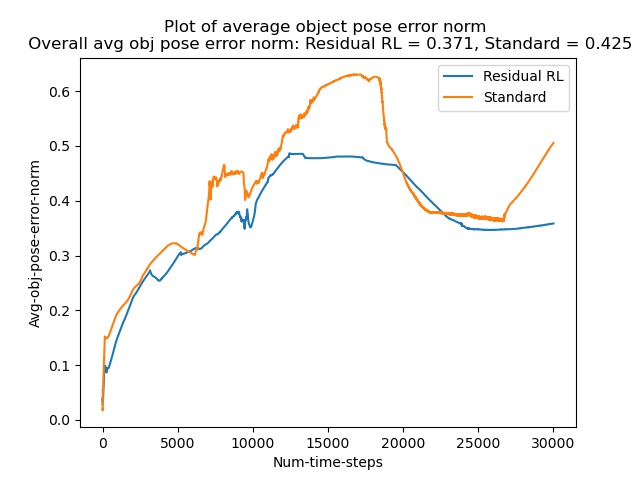 Plot of average object pose error norm
Overall avg obj pose error norm: Residual RL = 0.371, Standard = 0.425
Residual RL
Standard
Avg-obj-pose-error-norm
0.6
0.5
0.4
0.3
0.2
0.1
0.0
0 5000 10000 15000 20000 25000 30000
Num-time-steps